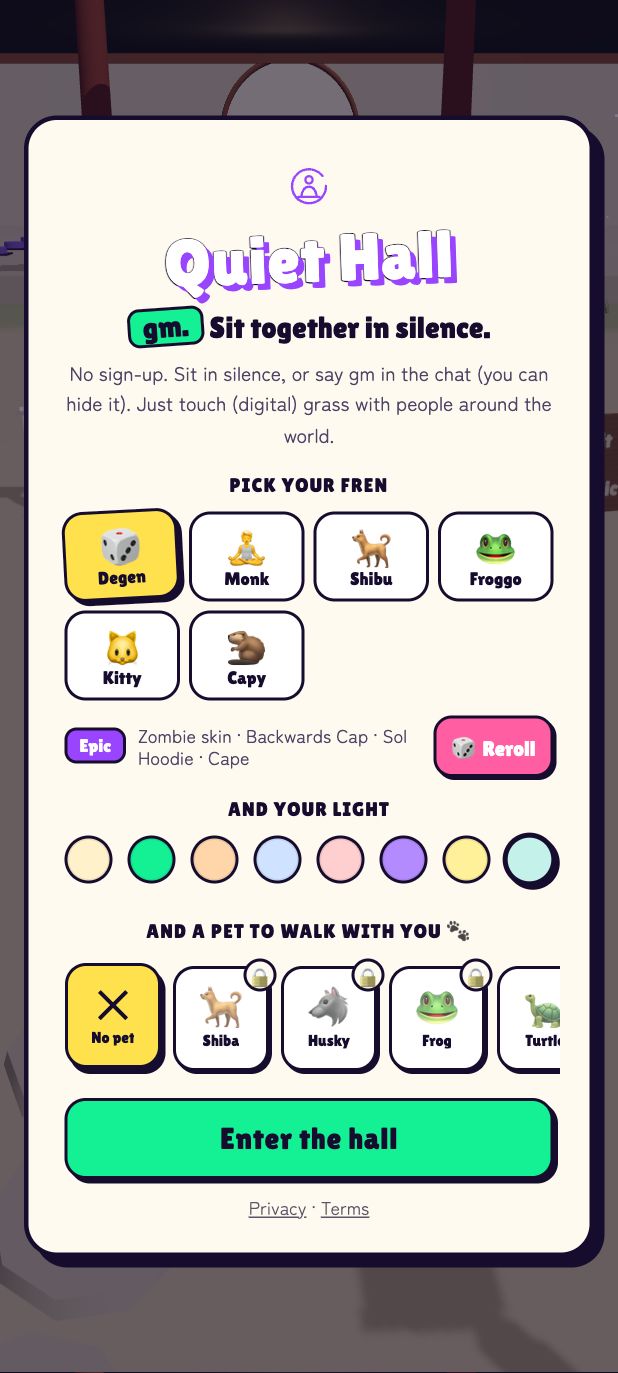 Quiet Hall
gm. Sit together in silence.
No sign-up. Sit in silence, or say gm in the chat (you can
hide it). Just touch (digital) grass with people around the
world.
PICK YOUR FREN
Degen Monk Shibu Froggo
Kitty Capy
Epic Zombie skin · Backwards Cap · Sol
Hoodie · Cape
Reroll
AND YOUR LIGHT
AND A PET TO WALK WITH YOU
No pet Shiba Husky Frog
Enter the hall
Privacy · Terms